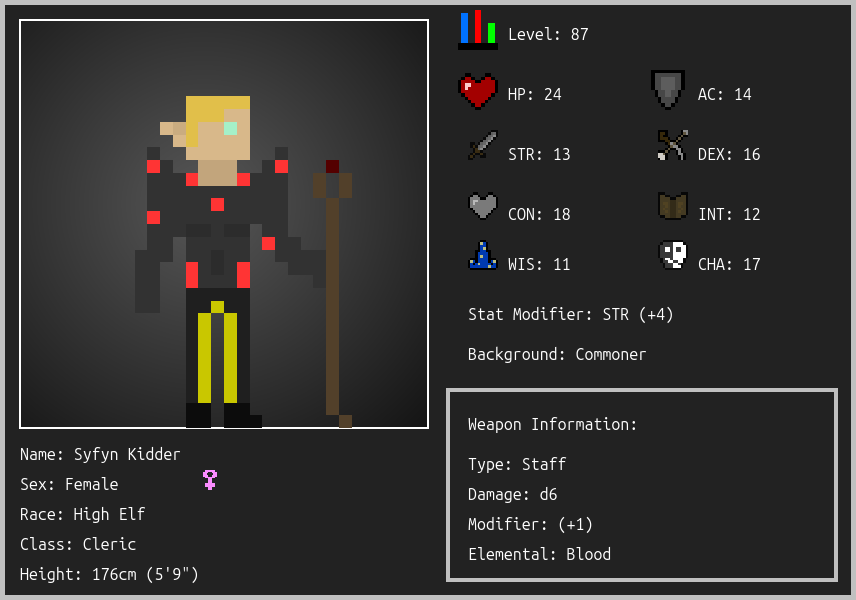 Level: 87
HP: 24
AC: 14
STR: 13
DEX: 16
CON: 18
INT: 12
WIS: 11
CHA: 17
Stat Modifier: STR (+4)
Background: Commoner
Weapon Information:
Type: Staff
Damage: d6
Modifier: (+1)
Elemental: Blood
Name: Syfyn Kidder
Sex: Female
Race: High Elf
Class: Cleric
Height: 176cm (5'9")